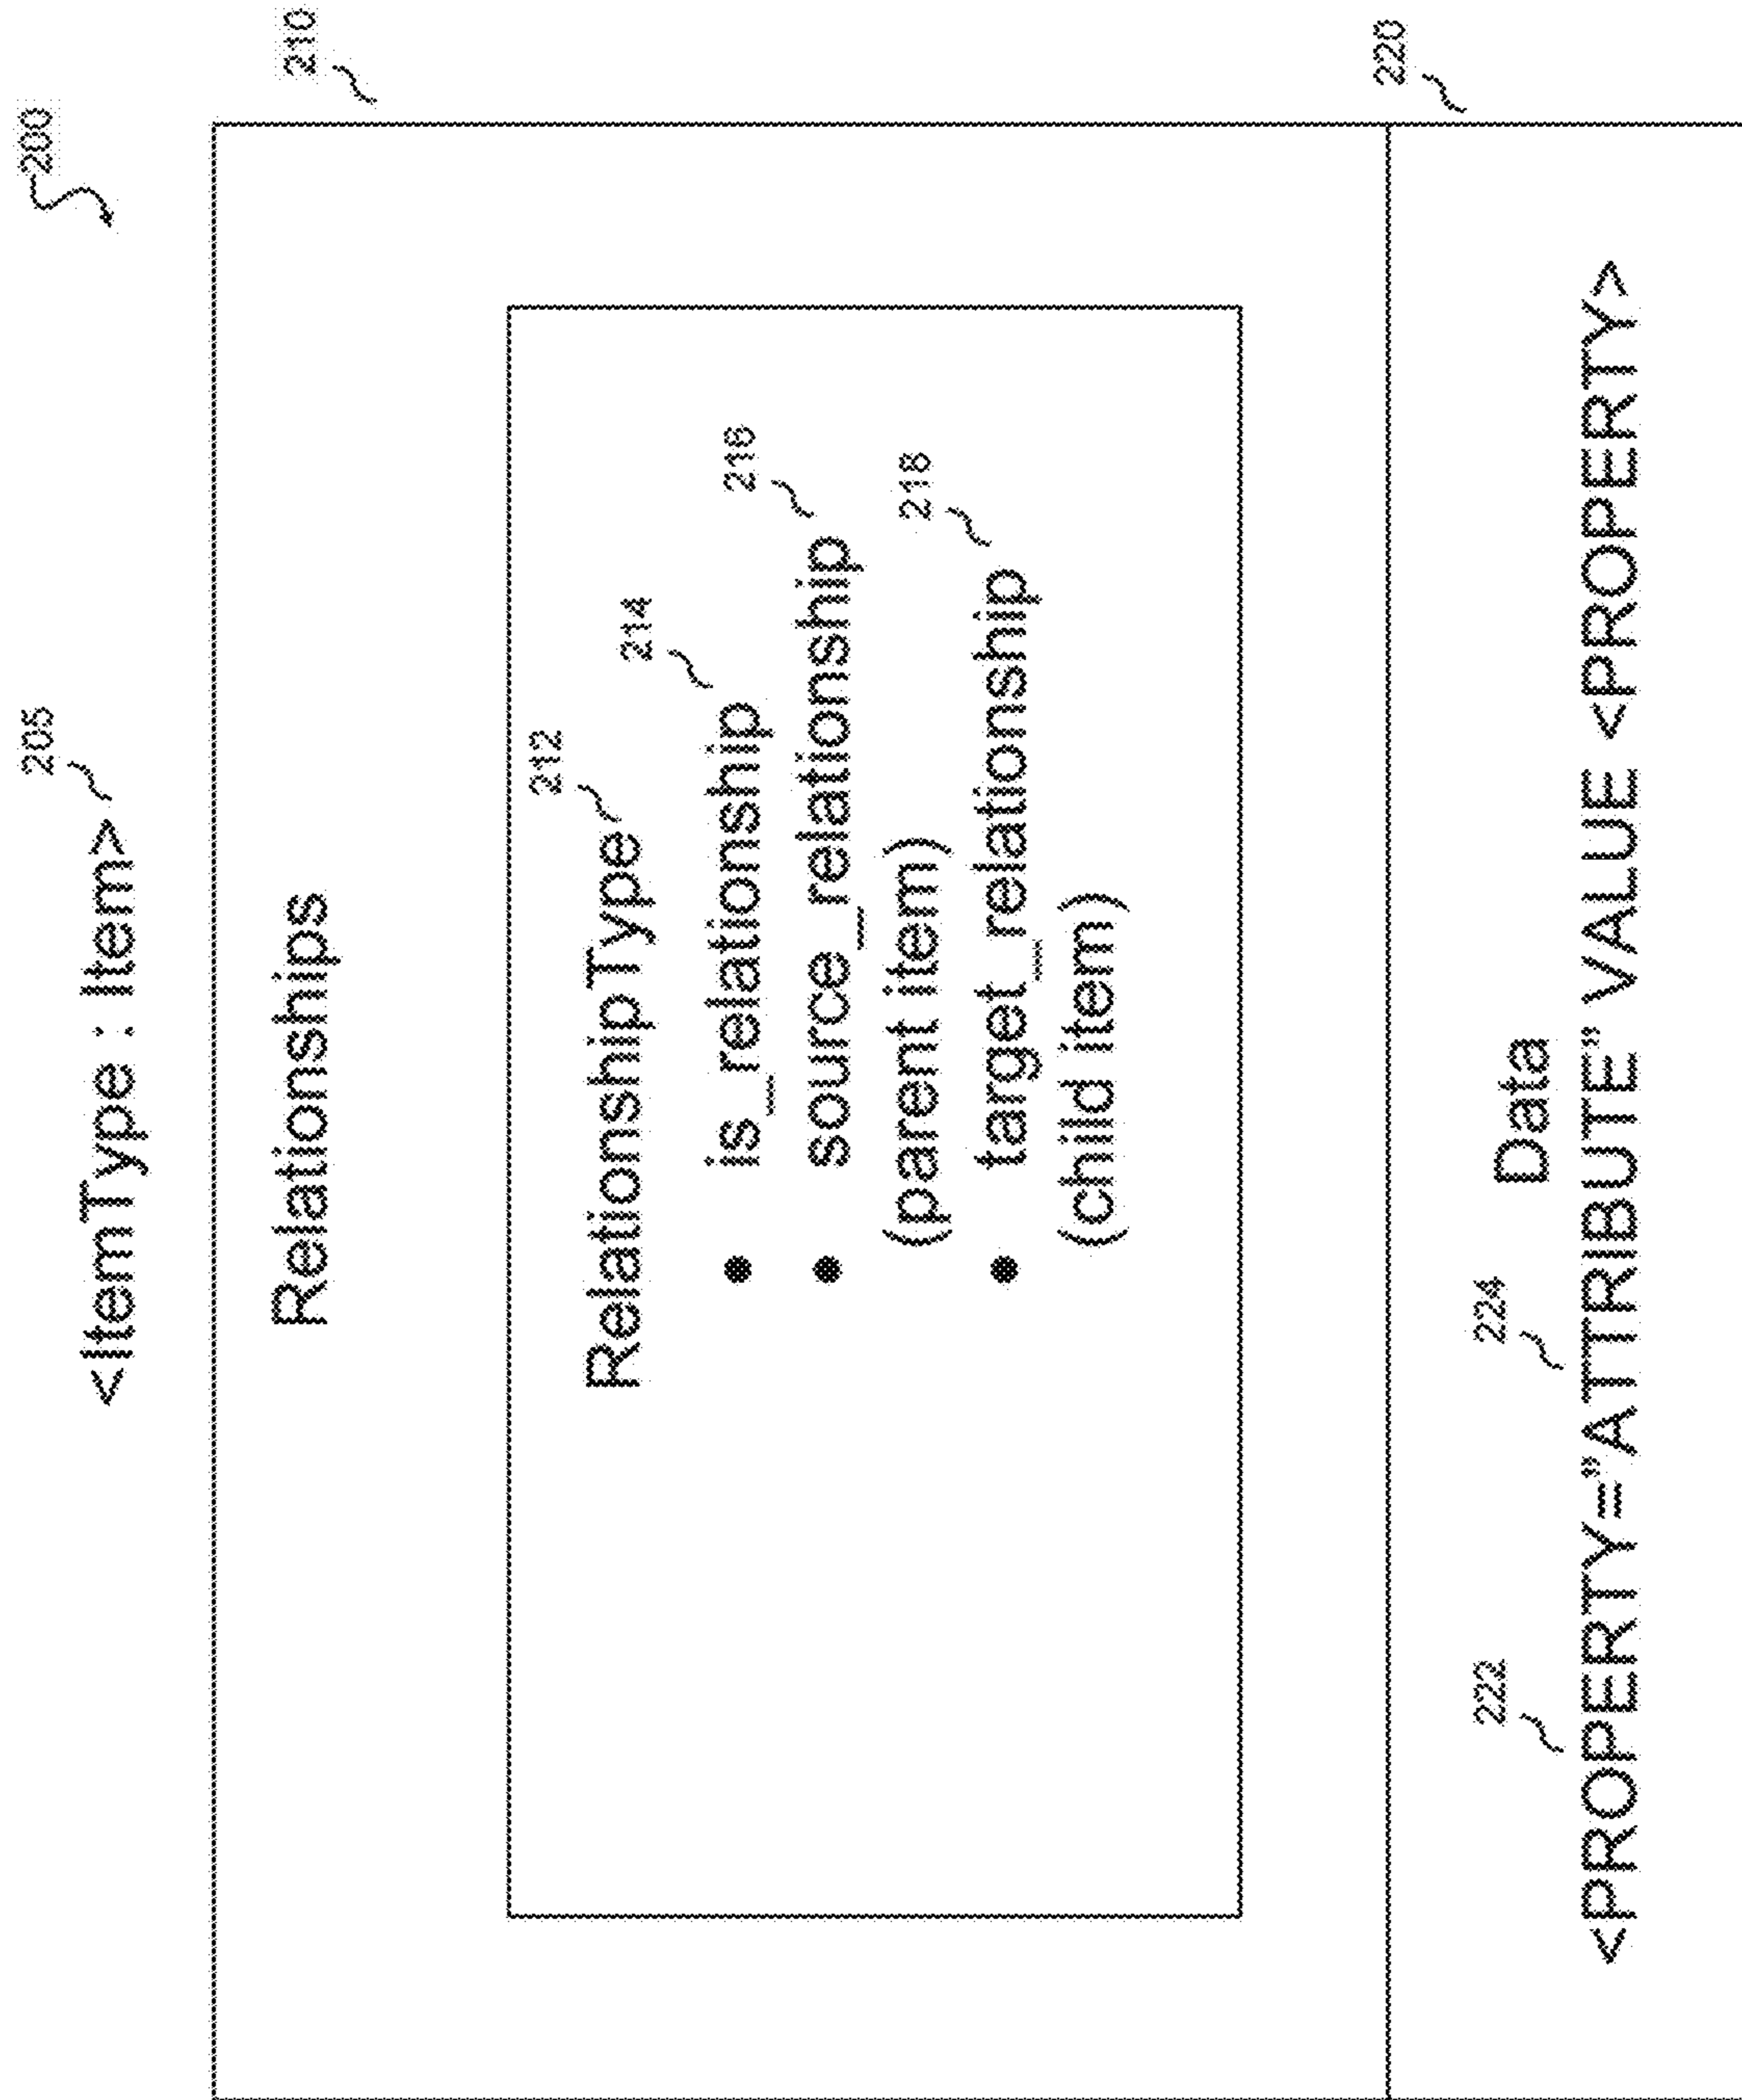 200
<ItemType : Item> 205
210
Relationships
RelationshipType 212
• is_relationship 214
• source_relationship 216
(parent item)
• target_relationship 218
(child item)
220
Data
222 224
<PROPERTY="ATTRIBUTE" VALUE <PROPERTY>